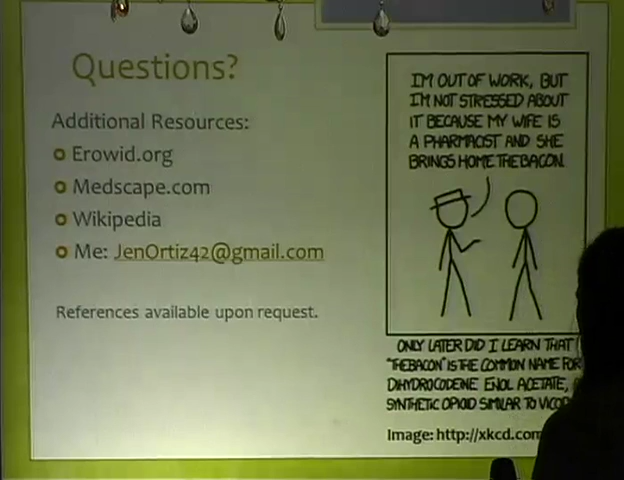 Questions?
Additional Resources:
Erowid.org
Medscape.com
Wikipedia
Me: JenOrtiz42@gmail.com
References available upon request.
I'M OUT OF WORK, BUT
I'M NOT STRESSED ABOUT
IT BECAUSE MY WIFE IS
A PHARMACIST AND SHE
BRINGS HOME THEBACON.
ONLY LATER DID I LEARN THAT
"THEBACON" IS THE COMMON NAME FOR
DIHYDROCODEINE ENOL ACETATE,
SYNTHETIC OPIOID SIMILAR TO
Image: http://xkcd.com